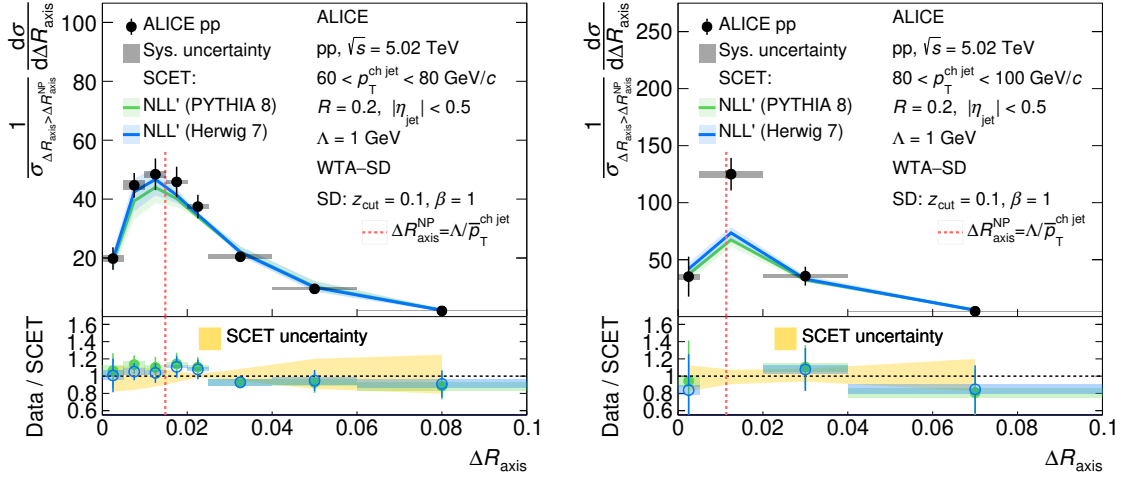 1/σ_{ΔR_axis>ΔR_axis^NP} dσ/dΔR_axis
100
80
60
40
20
ALICE pp
Sys. uncertainty
SCET:
NLL' (PYTHIA 8)
NLL' (Herwig 7)
ALICE
pp, √s = 5.02 TeV
60 < p_T^{ch jet} < 80 GeV/c
R = 0.2, |η_jet| < 0.5
Λ = 1 GeV
WTA–SD
SD: z_cut = 0.1, β = 1
ΔR_axis^NP=Λ/p̅_T^{ch jet}
Data / SCET
1.6
1.4
1.2
1
0.8
0.6
SCET uncertainty
0 0.02 0.04 0.06 0.08 0.1
ΔR_axis
1/σ_{ΔR_axis>ΔR_axis^NP} dσ/dΔR_axis
250
200
150
100
50
ALICE pp
Sys. uncertainty
SCET:
NLL' (PYTHIA 8)
NLL' (Herwig 7)
ALICE
pp, √s = 5.02 TeV
80 < p_T^{ch jet} < 100 GeV/c
R = 0.2, |η_jet| < 0.5
Λ = 1 GeV
WTA–SD
SD: z_cut = 0.1, β = 1
ΔR_axis^NP=Λ/p̅_T^{ch jet}
Data / SCET
1.6
1.4
1.2
1
0.8
0.6
SCET uncertainty
0 0.02 0.04 0.06 0.08 0.1
ΔR_axis